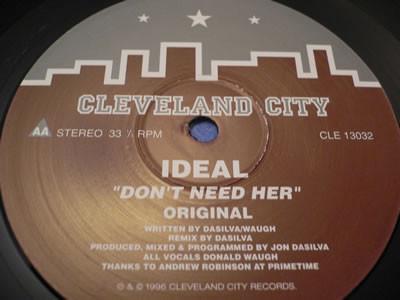 CLEVELAND CITY
AA STEREO 33 ⅓ RPM CLE 13032
IDEAL
"DON'T NEED HER"
ORIGINAL
WRITTEN BY DASILVA/WAUGH
REMIX BY DASILVA
PRODUCED, MIXED & PROGRAMMED BY JON DASILVA
ALL VOCALS DONALD WAUGH
THANKS TO ANDREW ROBINSON AT PRIMETIME
℗ & © 1996 CLEVELAND CITY RECORDS.